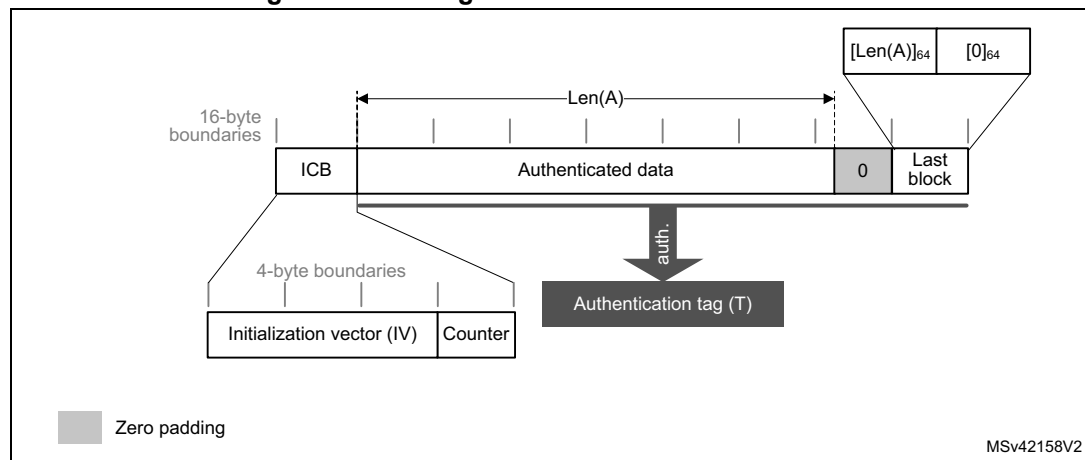 [Len(A)]64 [0]64
Len(A)
16-byte
boundaries
ICB Authenticated data 0 Last
block
auth.
4-byte boundaries
Authentication tag (T)
Initialization vector (IV) Counter
Zero padding
MSv42158V2